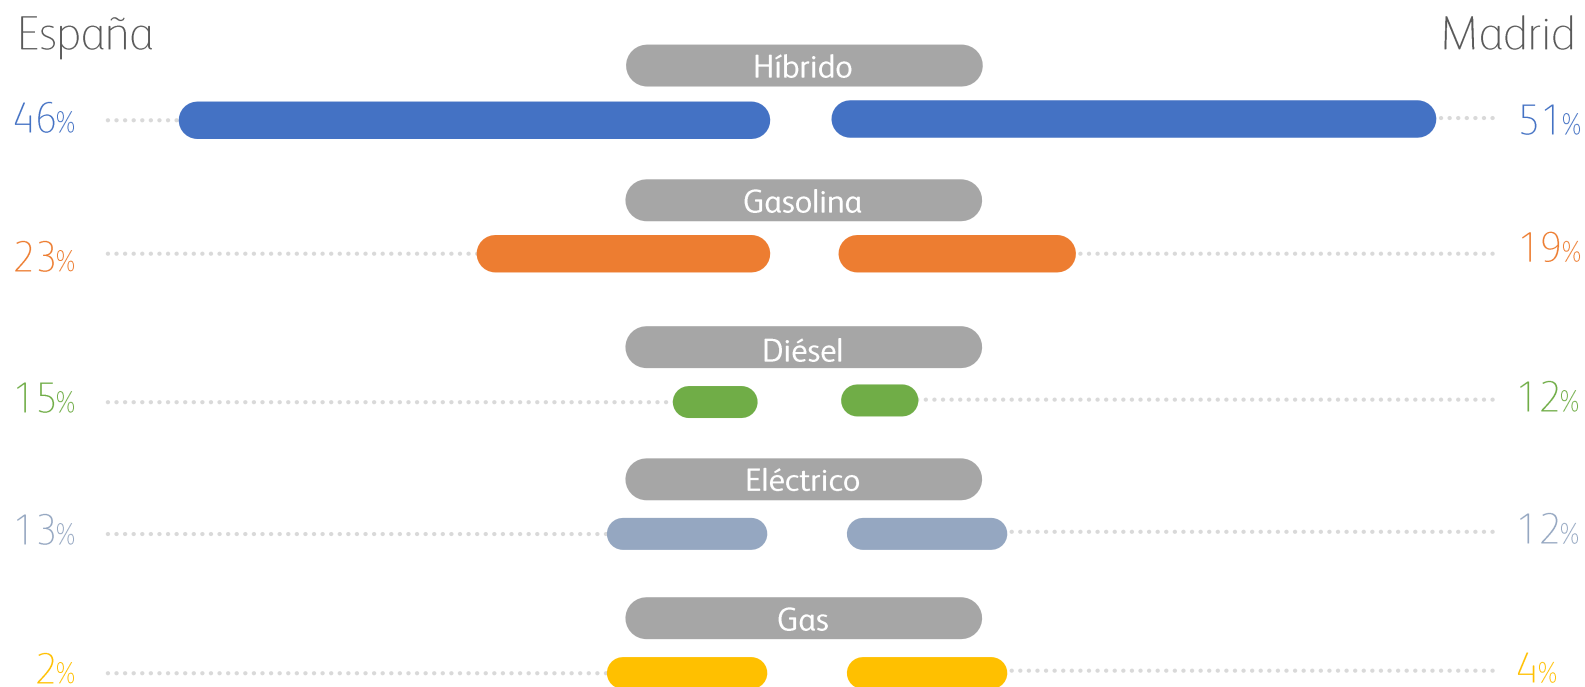 España Madrid
Híbrido
46% 51%
Gasolina
23% 19%
Diésel
15% 12%
Eléctrico
13% 12%
Gas
2% 4%